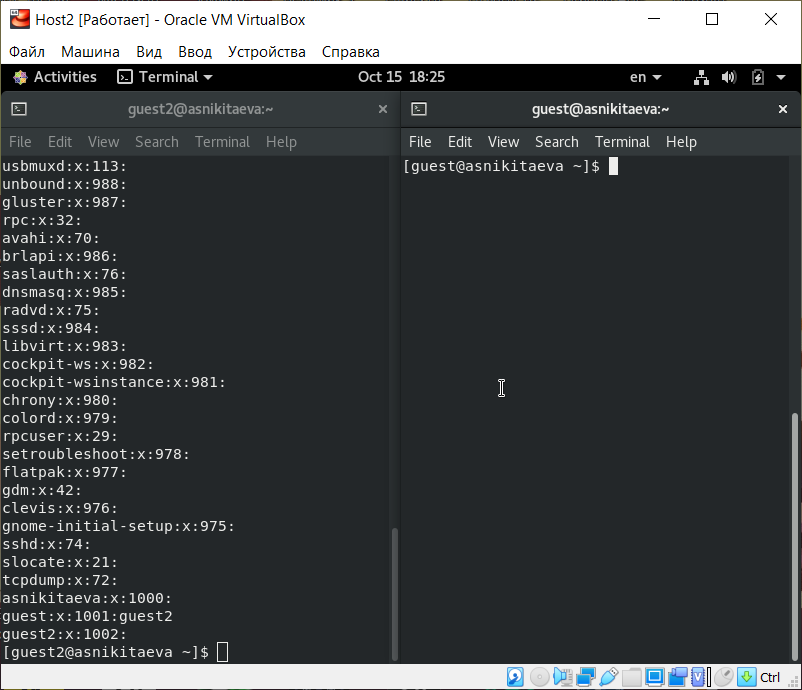 Host2 [Работает] - Oracle VM VirtualBox
Файл Машина Вид Ввод Устройства Справка
Activities Terminal Oct 15 18:25 en
guest2@asnikitaeva:~
File Edit View Search Terminal Help
usbmuxd:x:113:
unbound:x:988:
gluster:x:987:
rpc:x:32:
avahi:x:70:
brlapi:x:986:
saslauth:x:76:
dnsmasq:x:985:
radvd:x:75:
sssd:x:984:
libvirt:x:983:
cockpit-ws:x:982:
cockpit-wsinstance:x:981:
chrony:x:980:
colord:x:979:
rpcuser:x:29:
setroubleshoot:x:978:
flatpak:x:977:
gdm:x:42:
clevis:x:976:
gnome-initial-setup:x:975:
sshd:x:74:
slocate:x:21:
tcpdump:x:72:
asnikitaeva:x:1000:
guest:x:1001:guest2
guest2:x:1002:
[guest2@asnikitaeva ~]$
guest@asnikitaeva:~
File Edit View Search Terminal Help
[guest@asnikitaeva ~]$
Ctrl